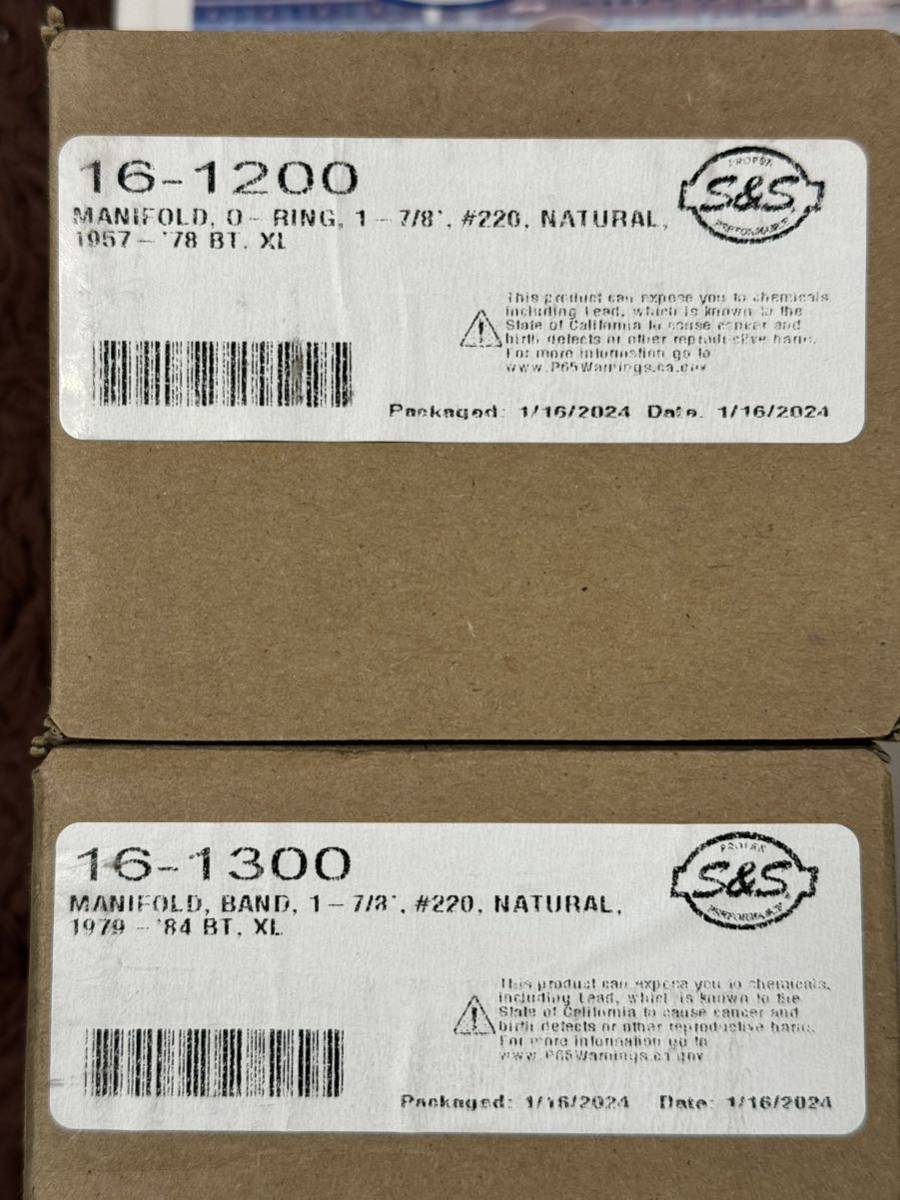 16-1200
MANIFOLD, O-RING, 1-7/8", #220, NATURAL,
1957-'78 BT, XL
PROVEN
S&S
PERFORMANCE
This product can expose you to chemicals
including Lead, which is known to the
State of California to cause cancer and
birth defects or other reproductive harm.
For more information go to
www.P65Warnings.ca.gov
Packaged: 1/16/2024 Date: 1/16/2024
16-1300
MANIFOLD, BAND, 1-7/8", #220, NATURAL,
1979-'84 BT, XL
PROVEN
S&S
PERFORMANCE
This product can expose you to chemicals,
including Lead, which is known to the
State of California to cause cancer and
birth defects or other reproductive harm.
For more information go to
www.P65Warnings.ca.gov
Packaged: 1/16/2024 Date: 1/16/2024